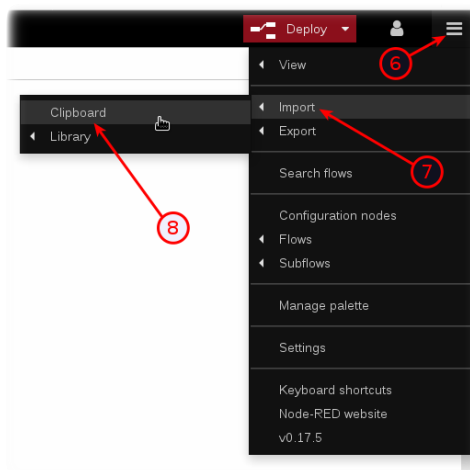 Deploy
6
View
Clipboard
Import
Library
Export
7
Search flows
8
Configuration nodes
Flows
Subflows
Manage palette
Settings
Keyboard shortcuts
Node-RED website
v0.17.5